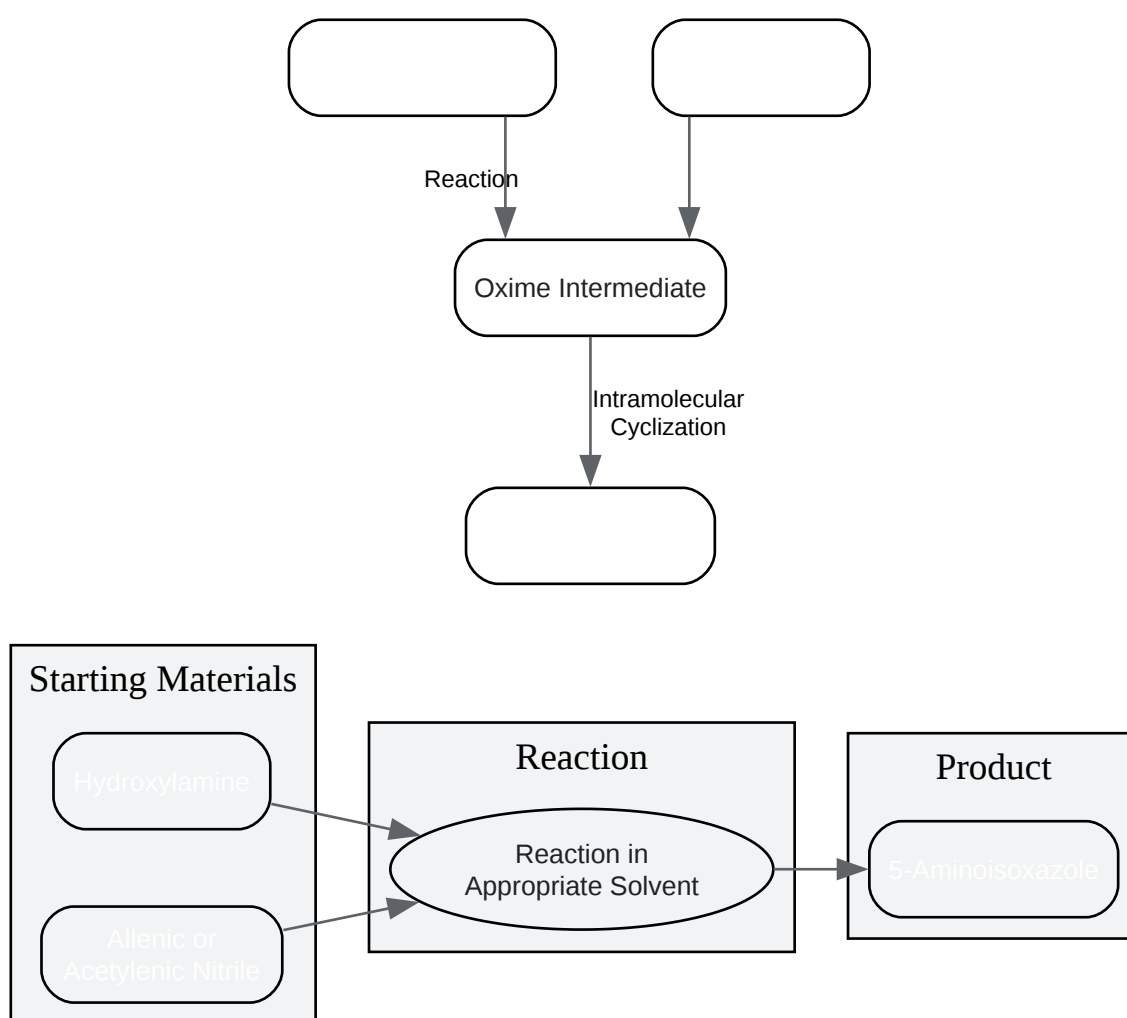 Reaction
Oxime Intermediate
Intramolecular
Cyclization
Starting Materials
Hydroxylamine
Allenic or
Acetylenic Nitrile
Reaction
Reaction in
Appropriate Solvent
Product
5-Aminoisoxazole